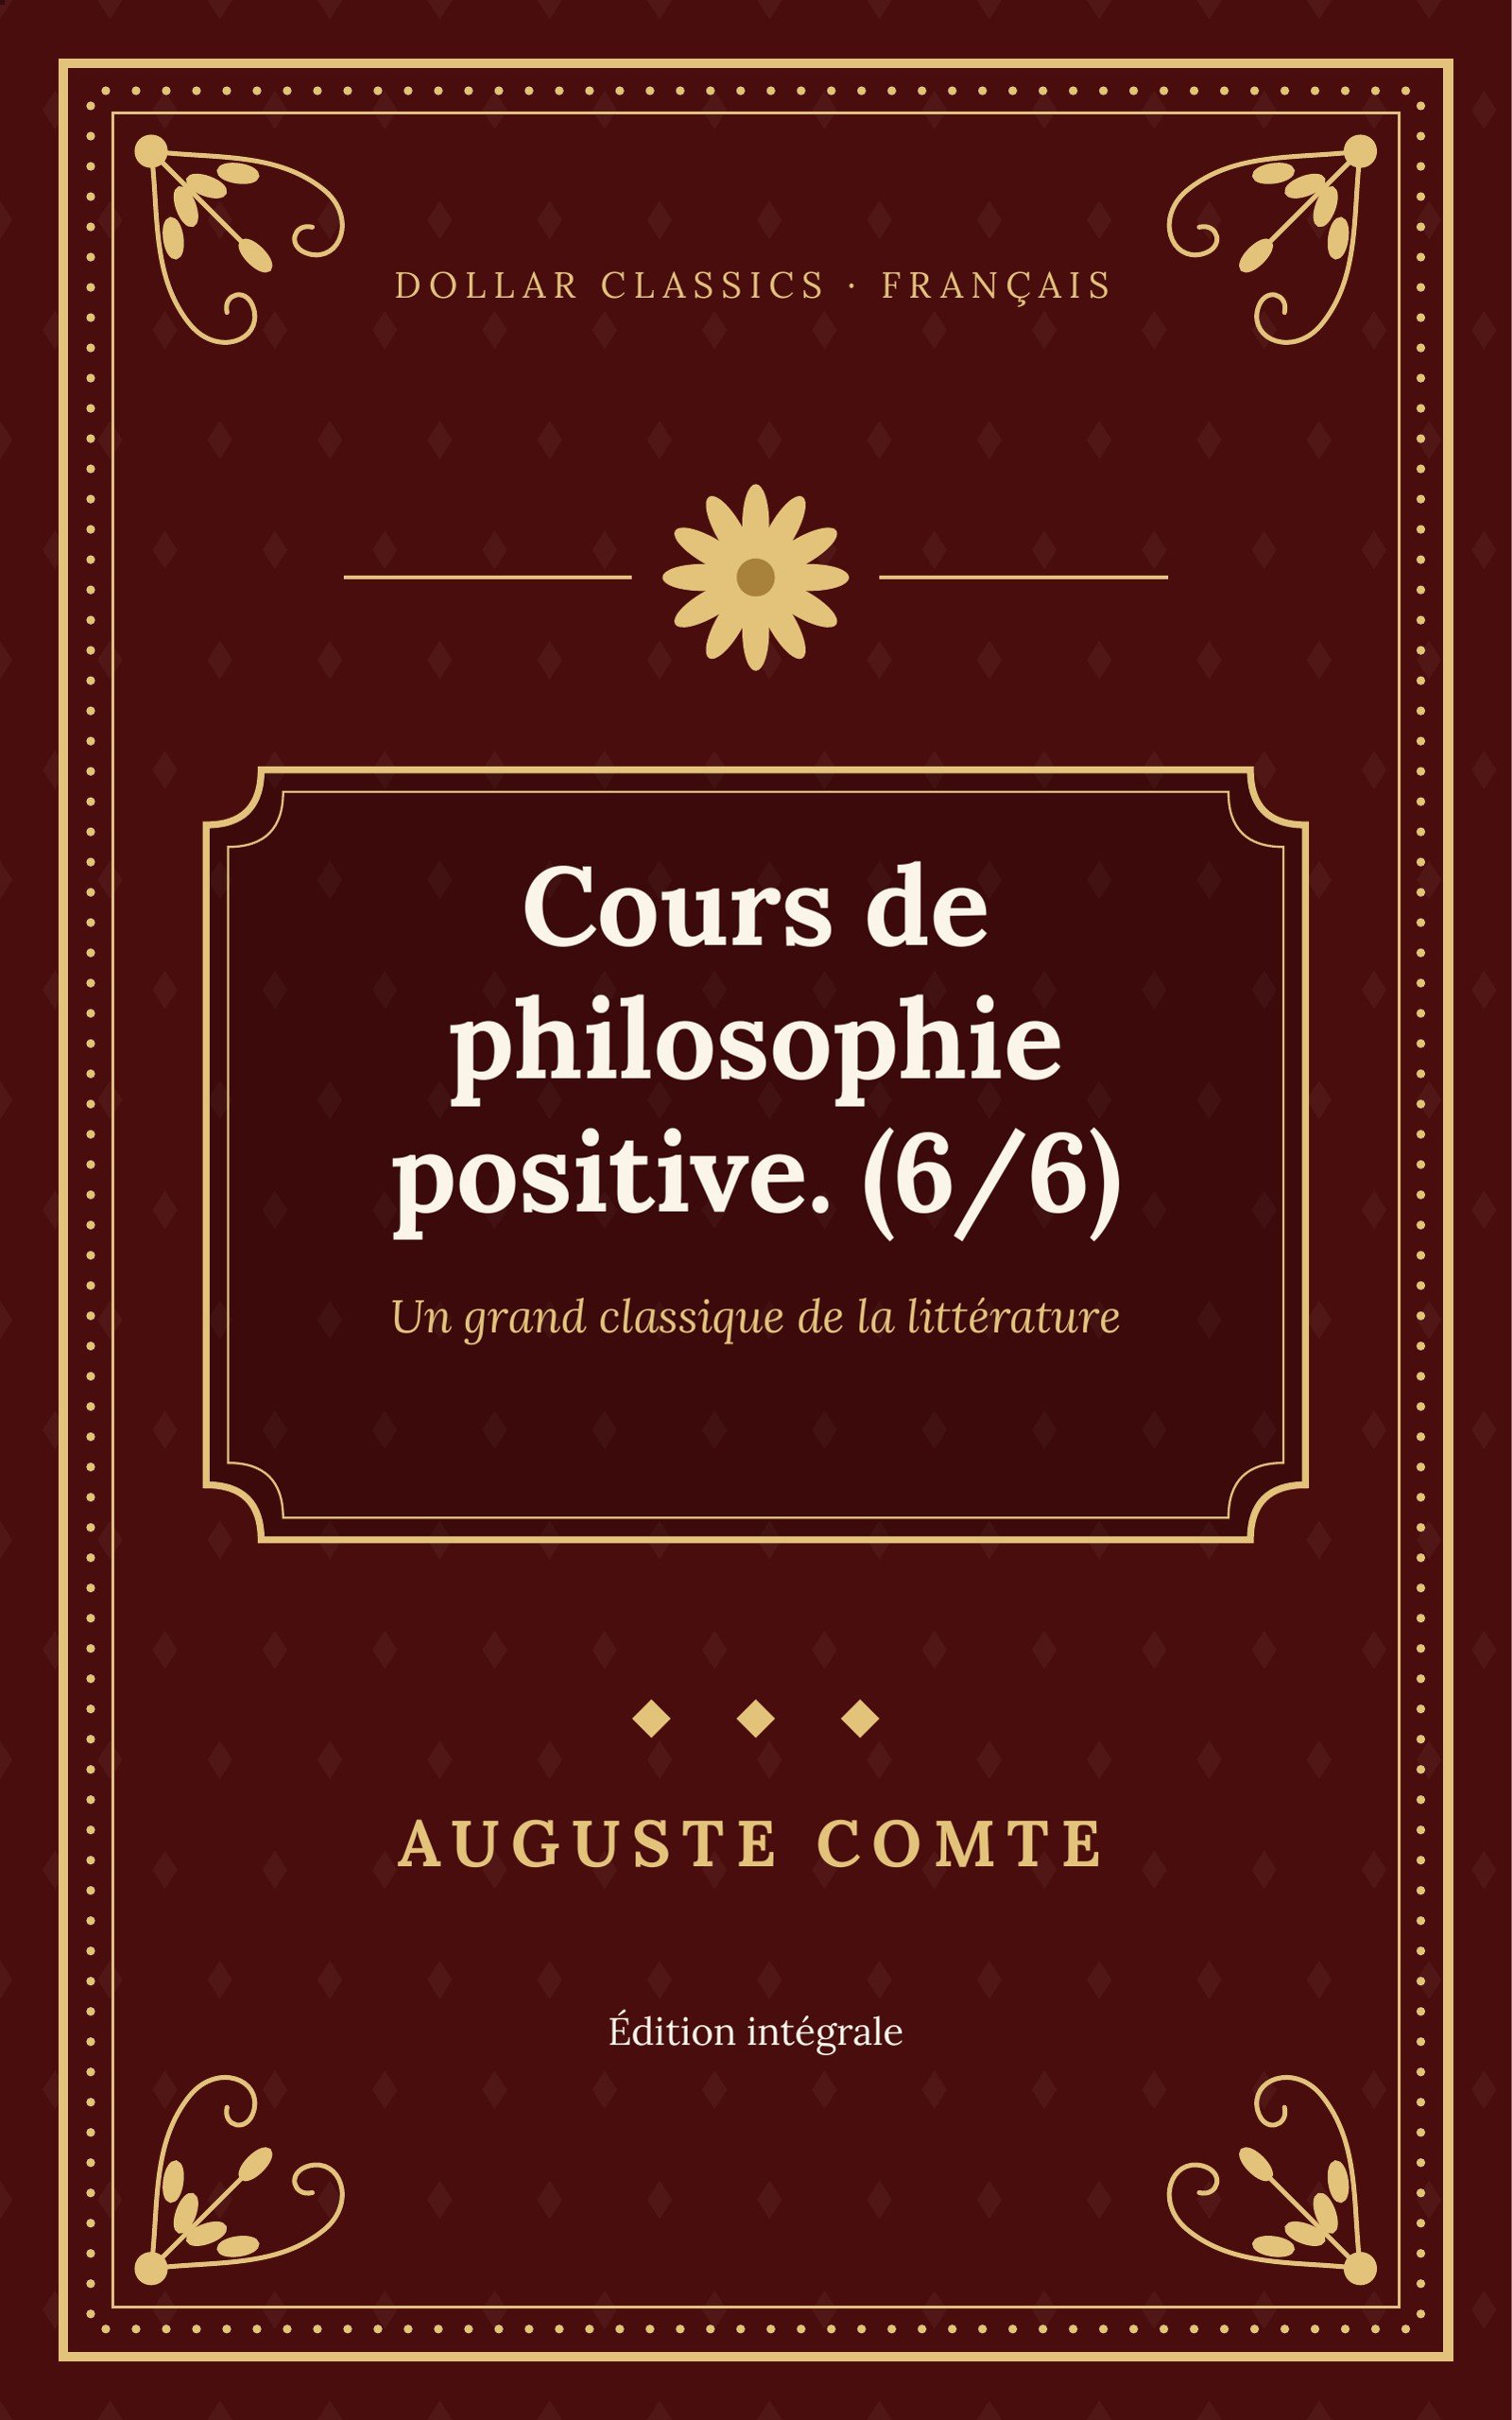 DOLLAR CLASSICS · FRANÇAIS
Cours de
philosophie
positive. (6/6)
Un grand classique de la littérature
AUGUSTE COMTE
Édition intégrale